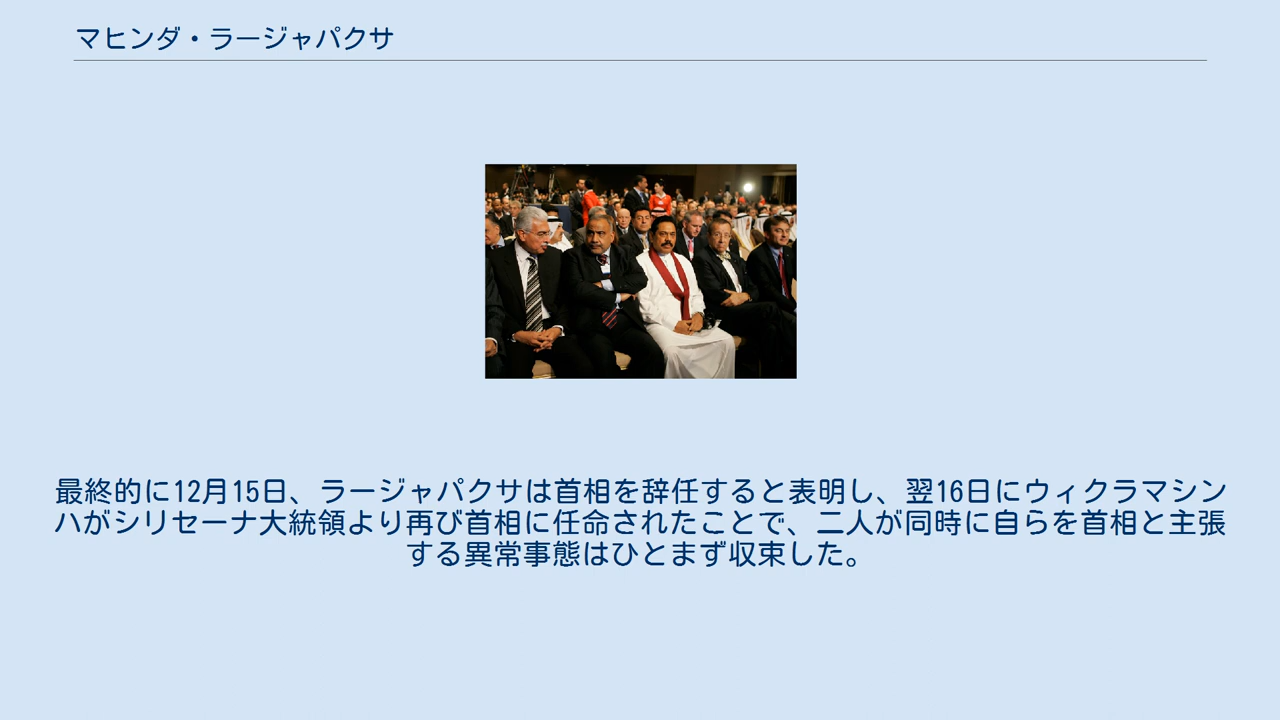 マヒンダ・ラージャパクサ
最終的に12月15日、ラージャパクサは首相を辞任すると表明し、翌16日にウィクラマシン
ハがシリセーナ大統領より再び首相に任命されたことで、二人が同時に自らを首相と主張
する異常事態はひとまず収束した。